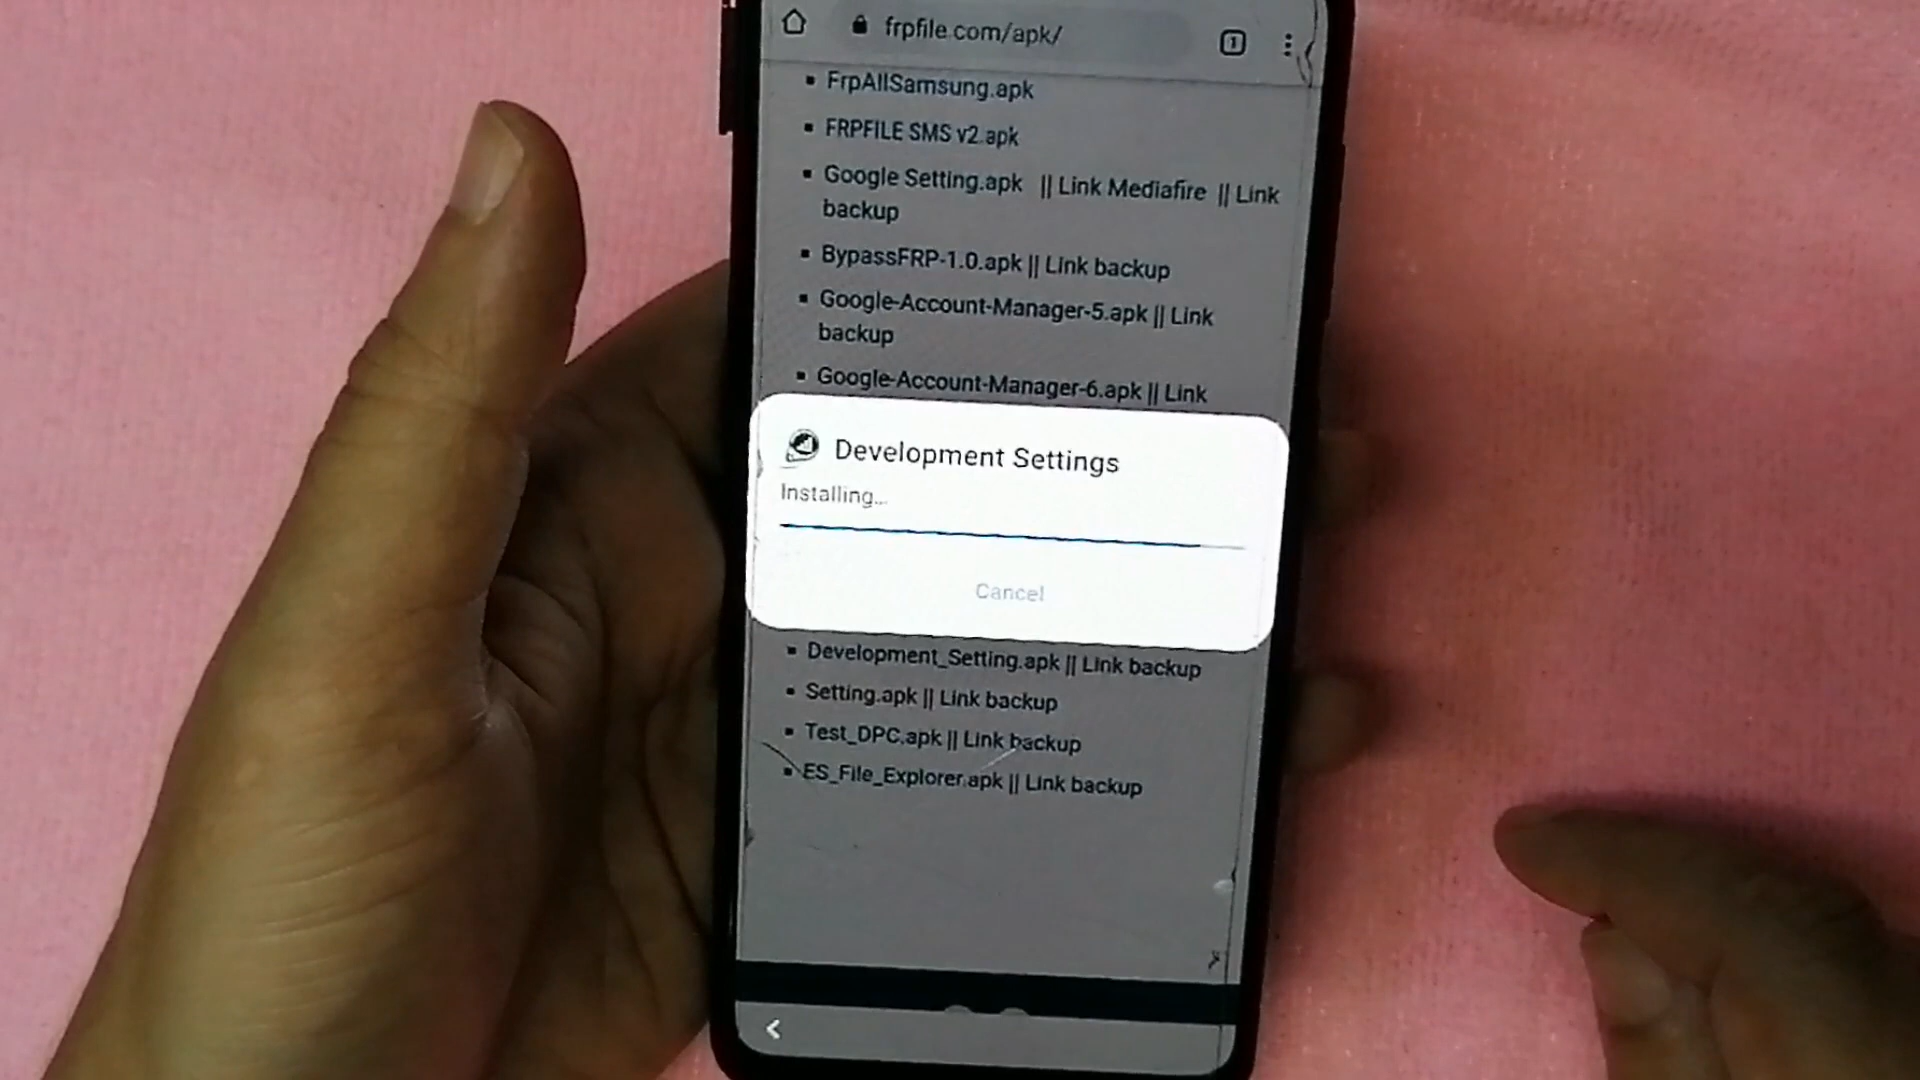 frpfile.com/apk/
1
FrpAllSamsung.apk
FRPFILE SMS v2.apk
Google Setting.apk || Link Mediafire || Link
backup
BypassFRP-1.0.apk || Link backup
Google-Account-Manager-5.apk || Link
backup
Google-Account-Manager-6.apk || Link
Development Settings
Installing...
Cancel
Development_Setting.apk || Link backup
Setting.apk || Link backup
Test_DPC.apk || Link backup
ES_File_Explorer.apk || Link backup